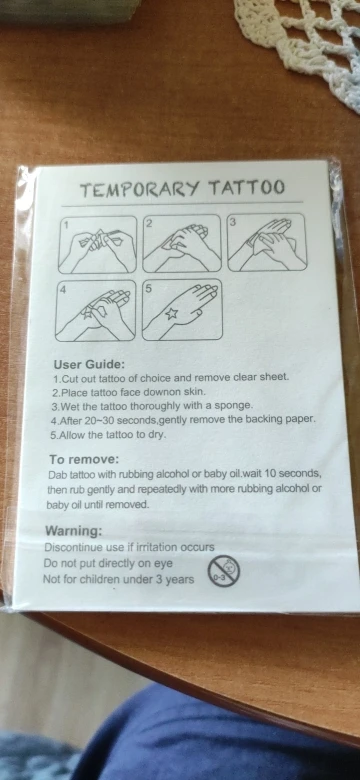 TEMPORARY TATTOO
1
2
3
4
5
User Guide:
1.Cut out tattoo of choice and remove clear sheet.
2.Place tattoo face downon skin.
3.Wet the tattoo thoroughly with a sponge.
4.After 20~30 seconds,gently remove the backing paper.
5.Allow the tattoo to dry.
To remove:
Dab tattoo with rubbing alcohol or baby oil.wait 10 seconds,
then rub gently and repeatedly with more rubbing alcohol or
baby oil until removed.
Warning:
Discontinue use if irritation occurs
Do not put directly on eye
Not for children under 3 years
0-3